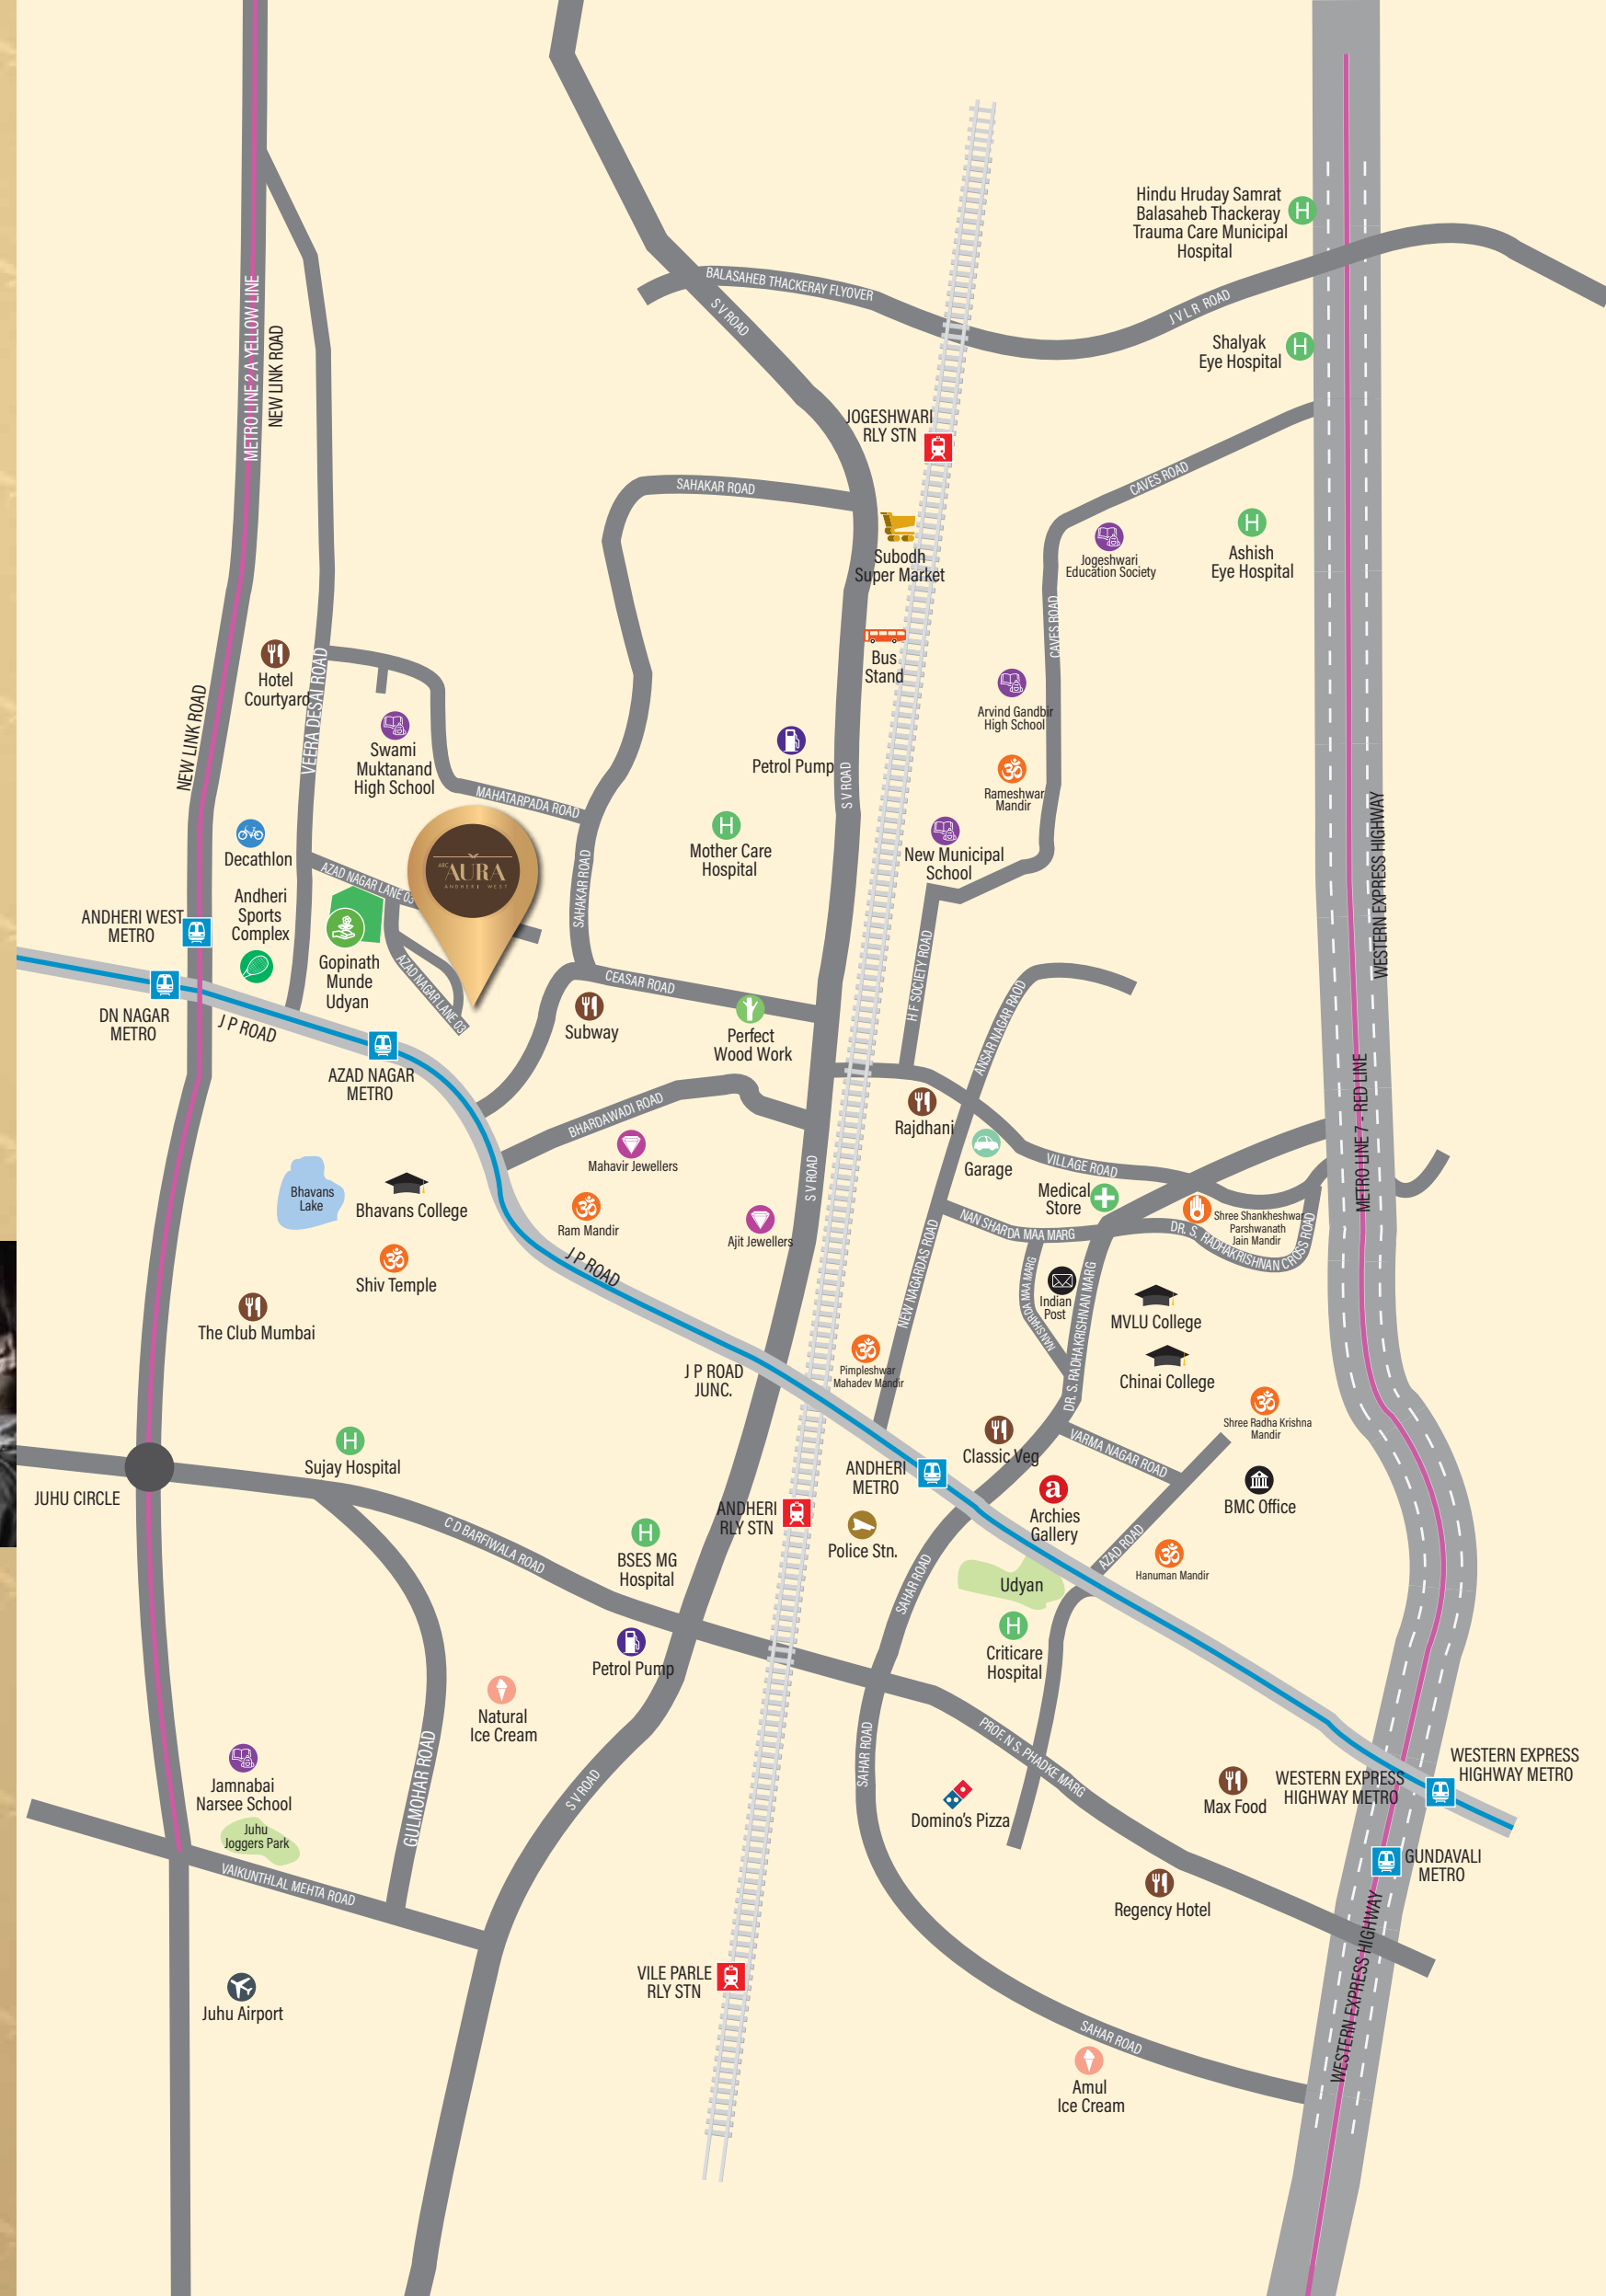 Hindu Hruday Samrat
Balasaheb Thackeray
Trauma Care Municipal
Hospital
BALASAHEB THACKERAY FLYOVER
S V ROAD
J V L R ROAD
METRO LINE 2 A YELLOW LINE
NEW LINK ROAD
Shalyak
Eye Hospital
JOGESHWARI
RLY STN
SAHAKAR ROAD
CAVES ROAD
Subodh
Super Market
Jogeshwari
Education Society
Ashish
Eye Hospital
CAVES ROAD
Bus
Stand
Hotel
Courtyard
VEERA DESAI ROAD
NEW LINK ROAD
Swami
Muktanand
High School
Arvind Gandbir
High School
Petrol Pump
S V ROAD
MAHATARPADA ROAD
Rameshwar
Mandir
WESTERN EXPRESS HIGHWAY
Decathlon
AZAD NAGAR LANE 03
ARC
AURA
ANDHERI WEST
SAHAKAR ROAD
Mother Care
Hospital
New Municipal
School
Andheri
Sports
Complex
ANDHERI WEST
METRO
Gopinath
Munde
Udyan
AZAD NAGAR LANE 03
CEASAR ROAD
H F SOCIETY ROAD
ANSAR NAGAR RAOD
DN NAGAR
METRO
J P ROAD
Subway
Perfect
Wood Work
AZAD NAGAR
METRO
BHARDAWADI ROAD
Rajdhani
METRO LINE 7 - RED LINE
Mahavir Jewellers
Garage
VILLAGE ROAD
S V ROAD
Bhavans
Lake
Bhavans College
Medical
Store
Ram Mandir
Ajit Jewellers
NAN SHARDA MAA MARG
Shree Shankheshwar
Parshwanath
Jain Mandir
DR. S. RADHAKRISHNAN CROSS ROAD
J P ROAD
Shiv Temple
NEW NAGARDAS ROAD
NAN SHARDA MAA MARG
Indian
Post
DR. S. RADHAKRISHNAN MARG
MVLU College
The Club Mumbai
J P ROAD
JUNC.
Pimpleshwar
Mahadev Mandir
Chinai College
Shree Radha Krishna
Mandir
Classic Veg
VARMA NAGAR ROAD
Sujay Hospital
ANDHERI
METRO
BMC Office
JUHU CIRCLE
ANDHERI
RLY STN
a
Archies
Gallery
C D BARFIWALA ROAD
Police Stn.
AZAD ROAD
BSES MG
Hospital
Hanuman Mandir
SAHAR ROAD
Udyan
Criticare
Hospital
Petrol Pump
Natural
Ice Cream
PROF. N S. PHADKE MARG
SAHAR ROAD
WESTERN EXPRESS
HIGHWAY METRO
WESTERN EXPRESS
HIGHWAY METRO
Jamnabai
Narsee School
GULMOHAR ROAD
S V ROAD
Max Food
Domino's Pizza
Juhu
Joggers Park
GUNDAVALI
METRO
VAIKUNTHLAL MEHTA ROAD
Regency Hotel
WESTERN EXPRESS HIGHWAY
VILE PARLE
RLY STN
Juhu Airport
SAHAR ROAD
Amul
Ice Cream